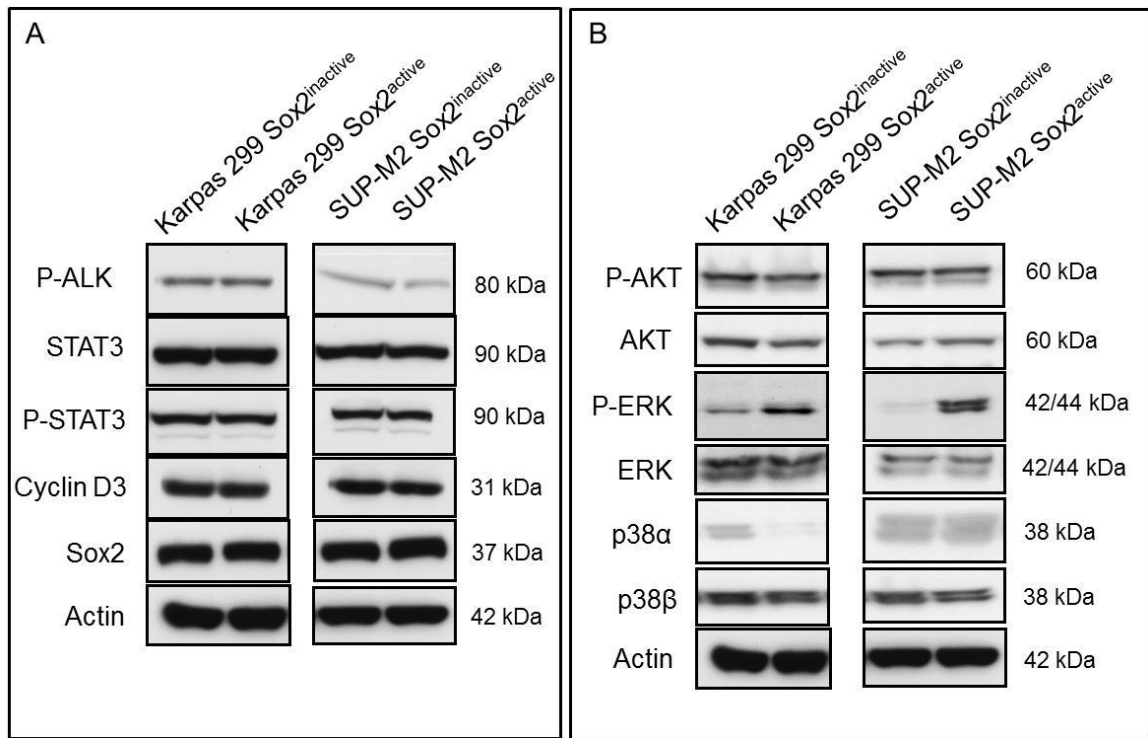 A
Karpas 299 Sox2inactive
Karpas 299 Sox2active
SUP-M2 Sox2inactive
SUP-M2 Sox2active
P-ALK
80 kDa
STAT3
90 kDa
P-STAT3
90 kDa
Cyclin D3
31 kDa
Sox2
37 kDa
Actin
42 kDa
B
Karpas 299 Sox2inactive
Karpas 299 Sox2active
SUP-M2 Sox2inactive
SUP-M2 Sox2active
P-AKT
60 kDa
AKT
60 kDa
P-ERK
42/44 kDa
ERK
42/44 kDa
p38α
38 kDa
p38β
38 kDa
Actin
42 kDa